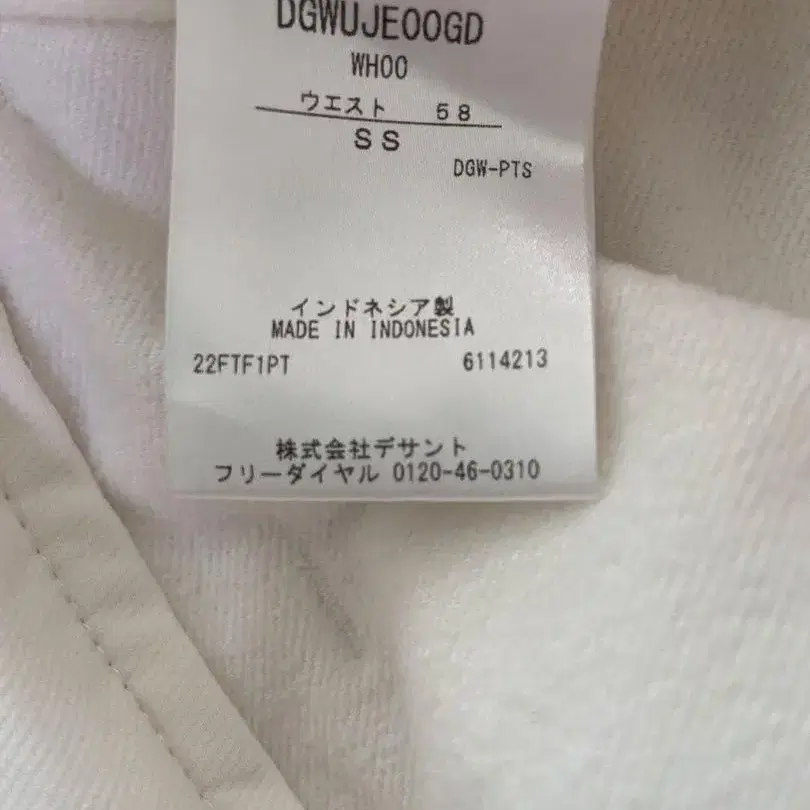 DGWUJE00GD
WH00
ウエスト 58
SS
DGW-PTS
インドネシア製
MADE IN INDONESIA
22FTF1PT 6114213
株式会社デサント
フリーダイヤル 0120-46-0310